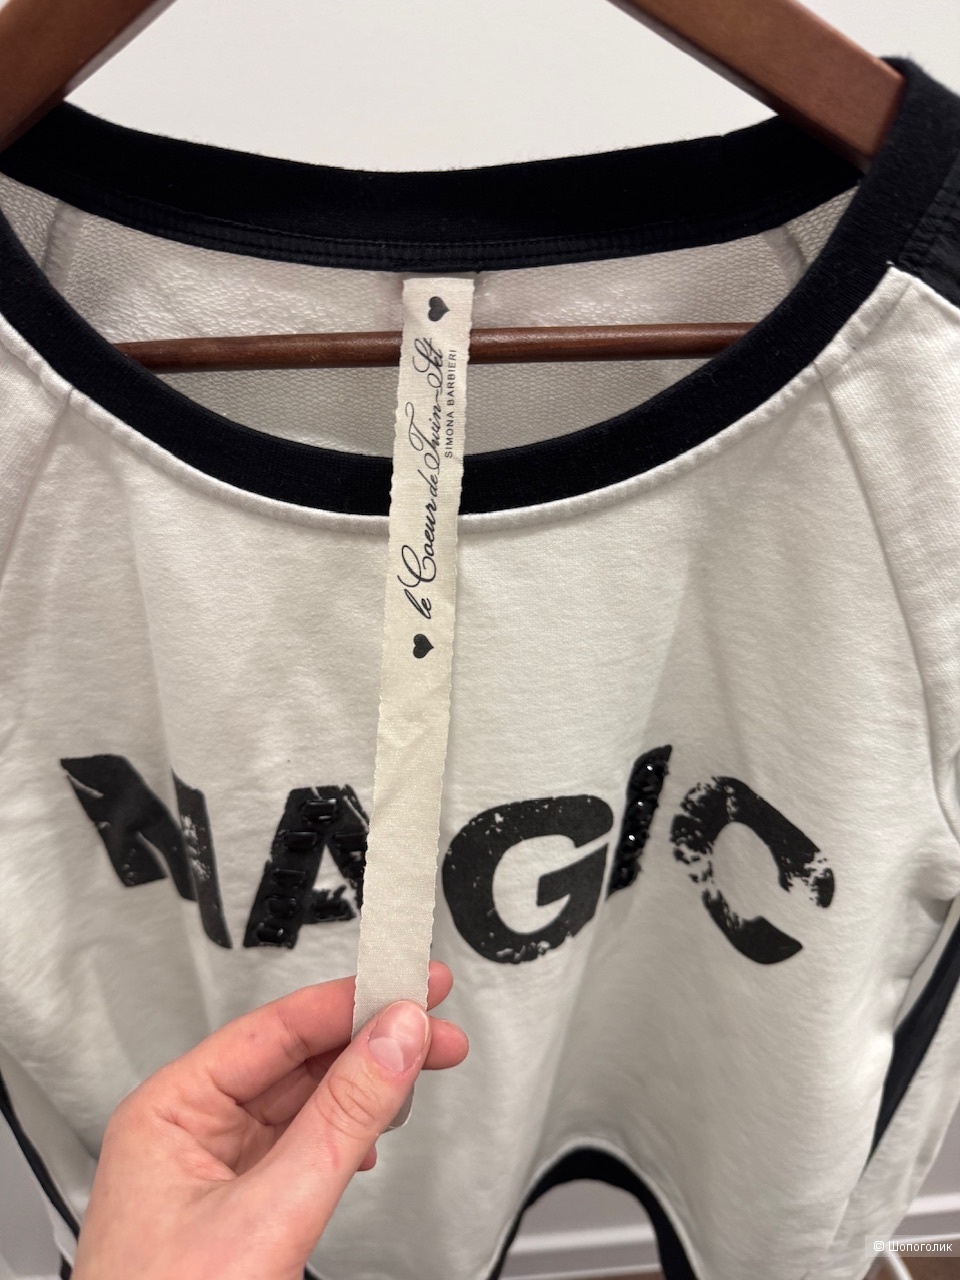 ♥ le Coeur de Twin-Set ♥
SIMONA BARBIERI
MAGIC
© Шопоголик